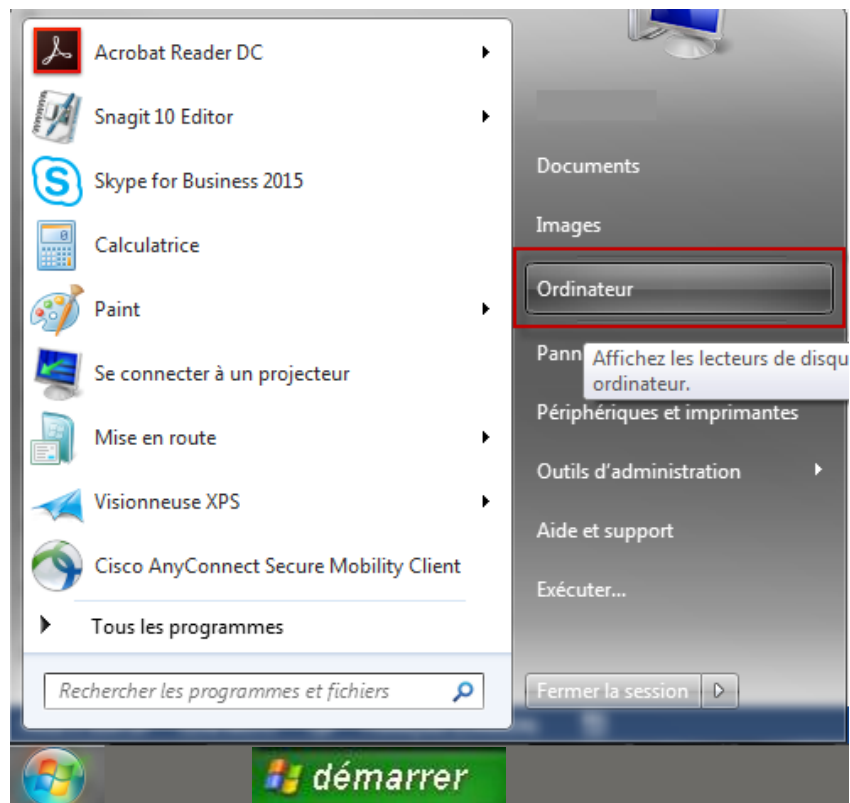 Acrobat Reader DC
Snagit 10 Editor
Skype for Business 2015
Calculatrice
Paint
Se connecter à un projecteur
Mise en route
Visionneuse XPS
Cisco AnyConnect Secure Mobility Client
Tous les programmes
Rechercher les programmes et fichiers
Documents
Images
Ordinateur
Affichez les lecteurs de
ordinateur.
Périphériques et imprimantes
Outils d'administration
Aide et support
Exécuter...
Fermer la session
démarrer